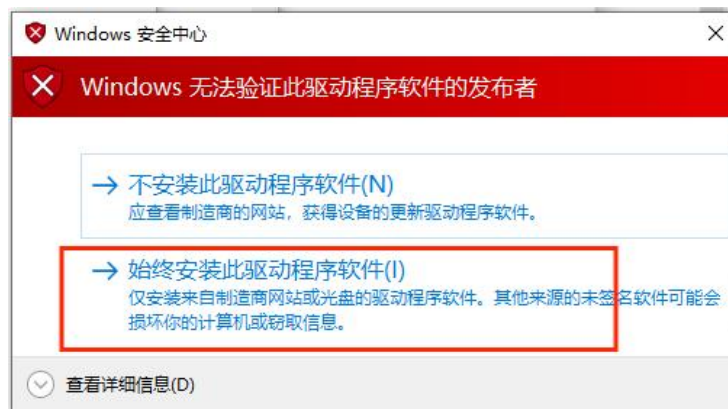 Windows 安全中心
Windows 无法验证此驱动程序软件的发布者
不安装此驱动程序软件(N)
应查看制造商的网站，获得设备的更新驱动程序软件。
始终安装此驱动程序软件(I)
仅安装来自制造商网站或光盘的驱动程序软件。其他来源的未签名软件可能会
损坏你的计算机或窃取信息。
查看详细信息(D)